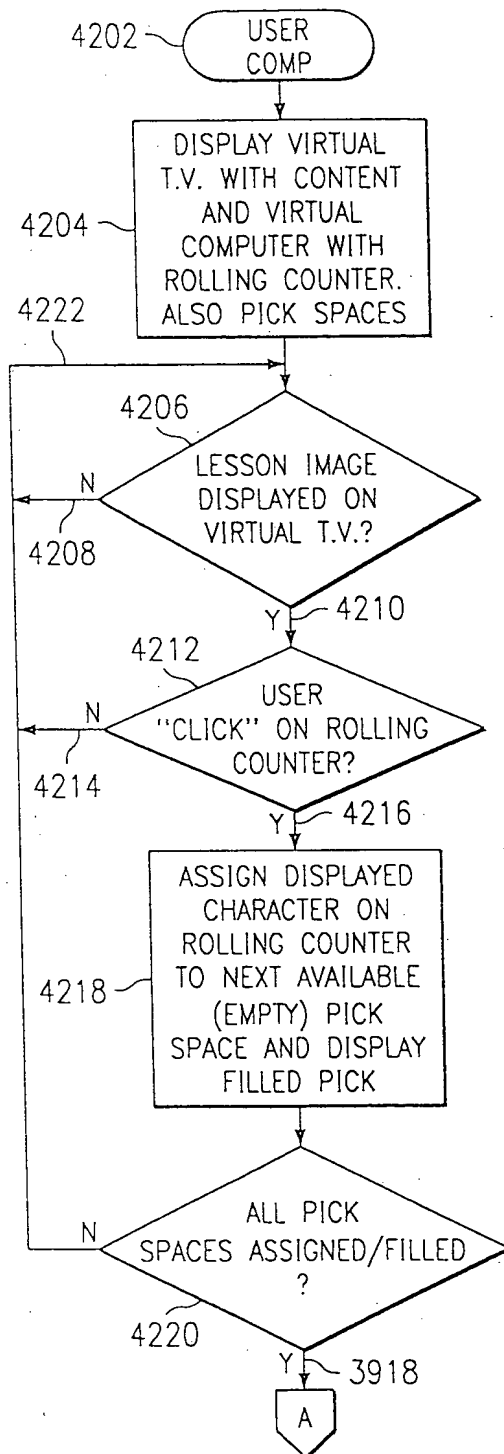 4202
USER
COMP
4204
DISPLAY VIRTUAL
T.V. WITH CONTENT
AND VIRTUAL
COMPUTER WITH
ROLLING COUNTER.
ALSO PICK SPACES
4222
4206
LESSON IMAGE
DISPLAYED ON
VIRTUAL T.V.?
N
4208
Y
4210
4212
USER
"CLICK" ON ROLLING
COUNTER?
N
4214
Y
4216
ASSIGN DISPLAYED
CHARACTER ON
ROLLING COUNTER
TO NEXT AVAILABLE
(EMPTY) PICK
SPACE AND DISPLAY
FILLED PICK
4218
ALL PICK
SPACES ASSIGNED/FILLED
?
N
4220
Y
3918
A